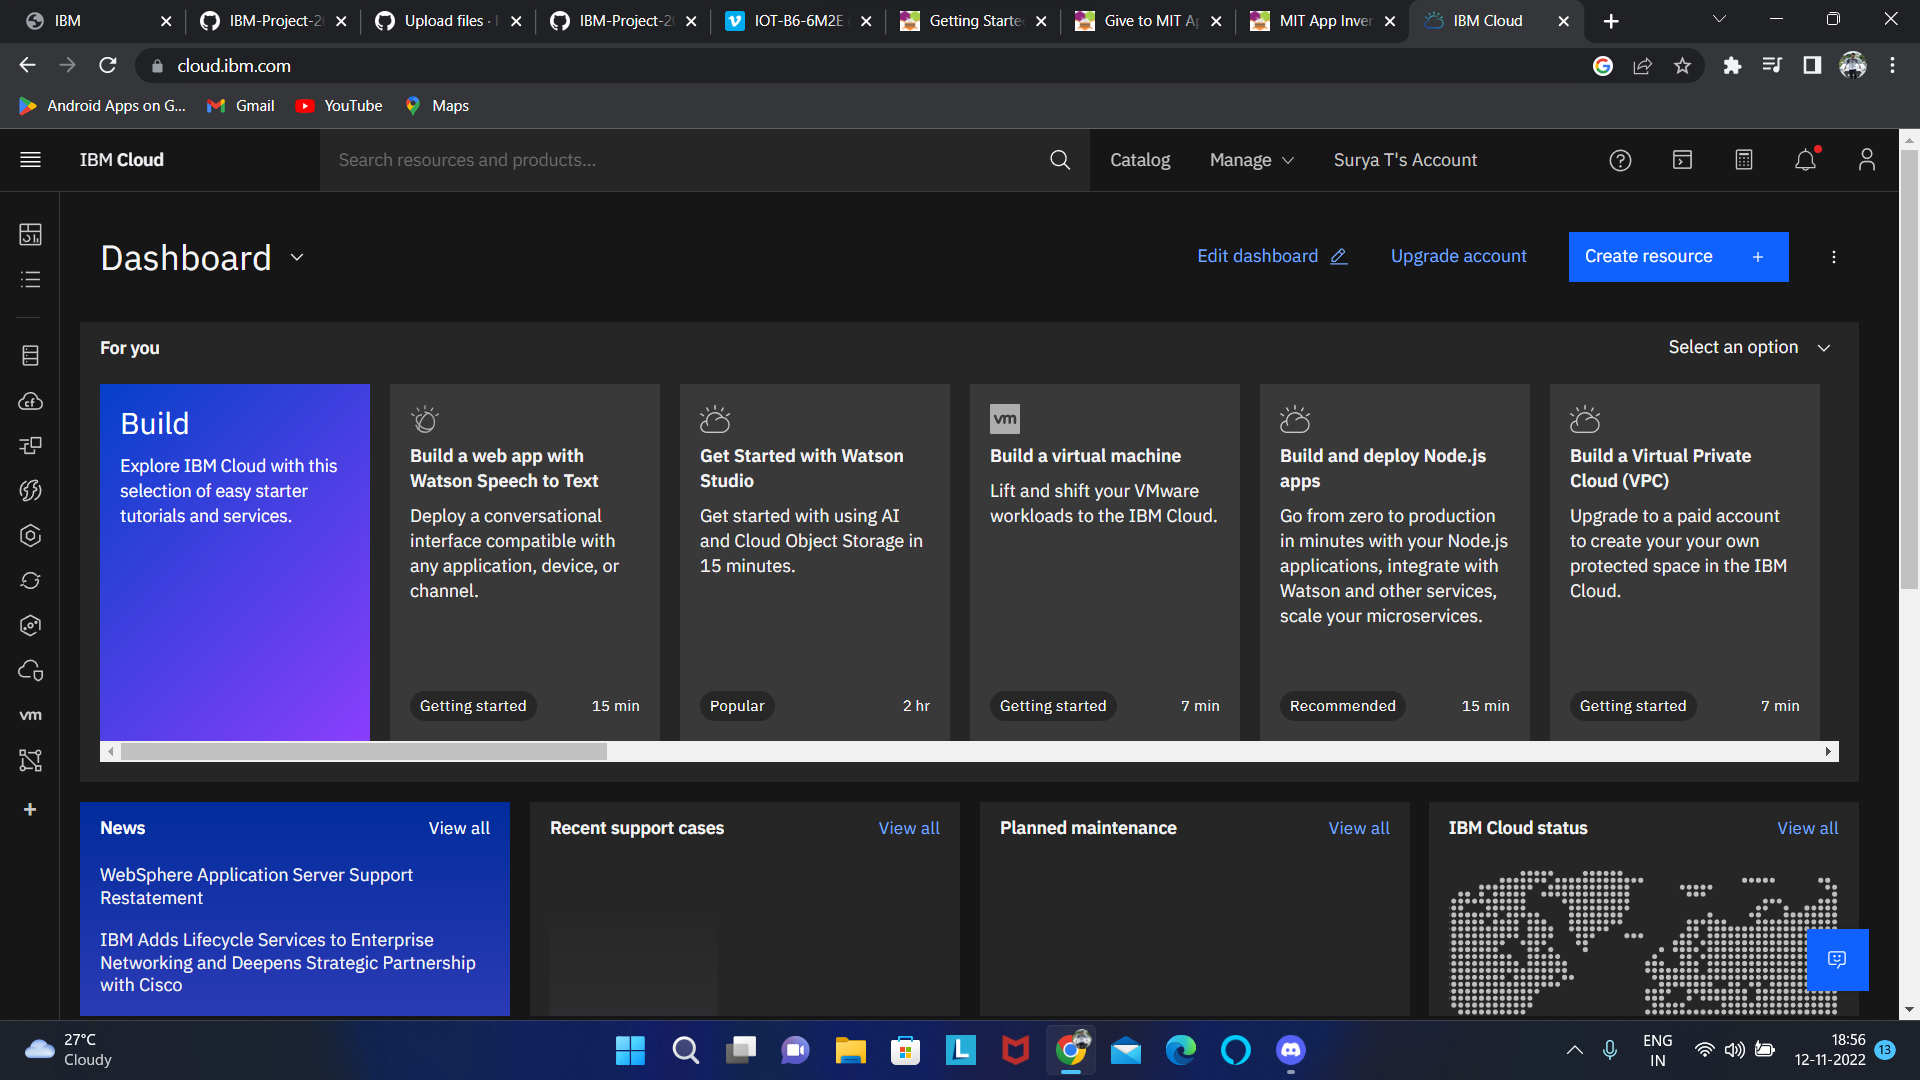 IBM
IBM-Project-20
Upload files · I
IBM-Project-20
IOT-B6-6M2E
Getting Starte
Give to MIT Ap
MIT App Inver
IBM Cloud
cloud.ibm.com
Android Apps on G...
Gmail
YouTube
Maps
IBM Cloud
Search resources and products...
Catalog
Manage
Surya T's Account
Dashboard
Edit dashboard
Upgrade account
Create resource +
For you
Select an option
Build
Explore IBM Cloud with this
selection of easy starter
tutorials and services.
Build a web app with
Watson Speech to Text
Deploy a conversational
interface compatible with
any application, device, or
channel.
Getting started 15 min
Get Started with Watson
Studio
Get started with using AI
and Cloud Object Storage in
15 minutes.
Popular 2 hr
vm
Build a virtual machine
Lift and shift your VMware
workloads to the IBM Cloud.
Getting started 7 min
Build and deploy Node.js
apps
Go from zero to production
in minutes with your Node.js
applications, integrate with
Watson and other services,
scale your microservices.
Recommended 15 min
Build a Virtual Private
Cloud (VPC)
Upgrade to a paid account
to create your your own
protected space in the IBM
Cloud.
Getting started 7 min
cf
vm
News View all
WebSphere Application Server Support
Restatement
IBM Adds Lifecycle Services to Enterprise
Networking and Deepens Strategic Partnership
with Cisco
Recent support cases View all
Planned maintenance View all
IBM Cloud status View all
27°C
Cloudy
L
ENG
IN
18:56
12-11-2022
13